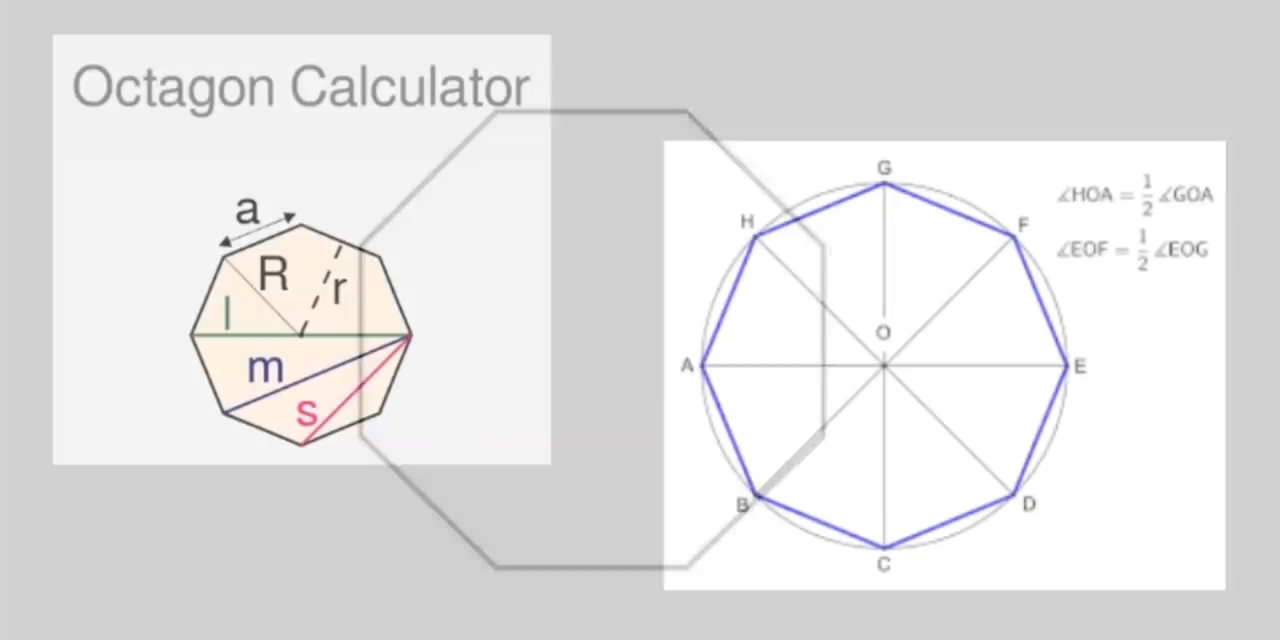 Octagon Calculator
a
R
r
l
m
s
G
H
F
O
A
E
B
D
C
∠HOA = 1/2 ∠GOA
∠EOF = 1/2 ∠EOG